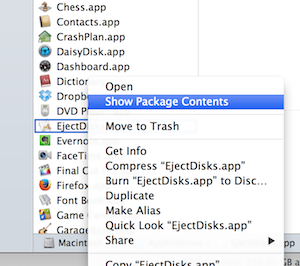 Chess.app
Contacts.app
CrashPlan.app
DaisyDisk.app
Dashboard.app
Diction
Dropb
DVD P
EjectDi
Everno
FaceTi
Final C
Firefox
Font B
Game
Garag
Macint
Open
Show Package Contents
Move to Trash
Get Info
Compress “EjectDisks.app”
Burn “EjectDisks.app” to Disc…
Duplicate
Make Alias
Quick Look “EjectDisks.app”
Share
Copy “EjectDisks.app”